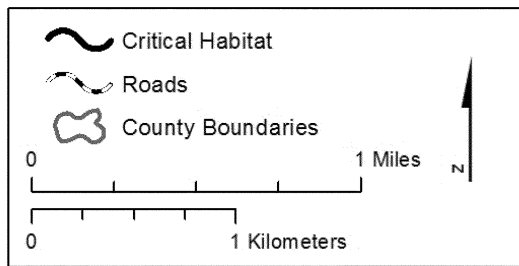 Critical Habitat
Roads
County Boundaries
0 1 Miles
N
0 1 Kilometers